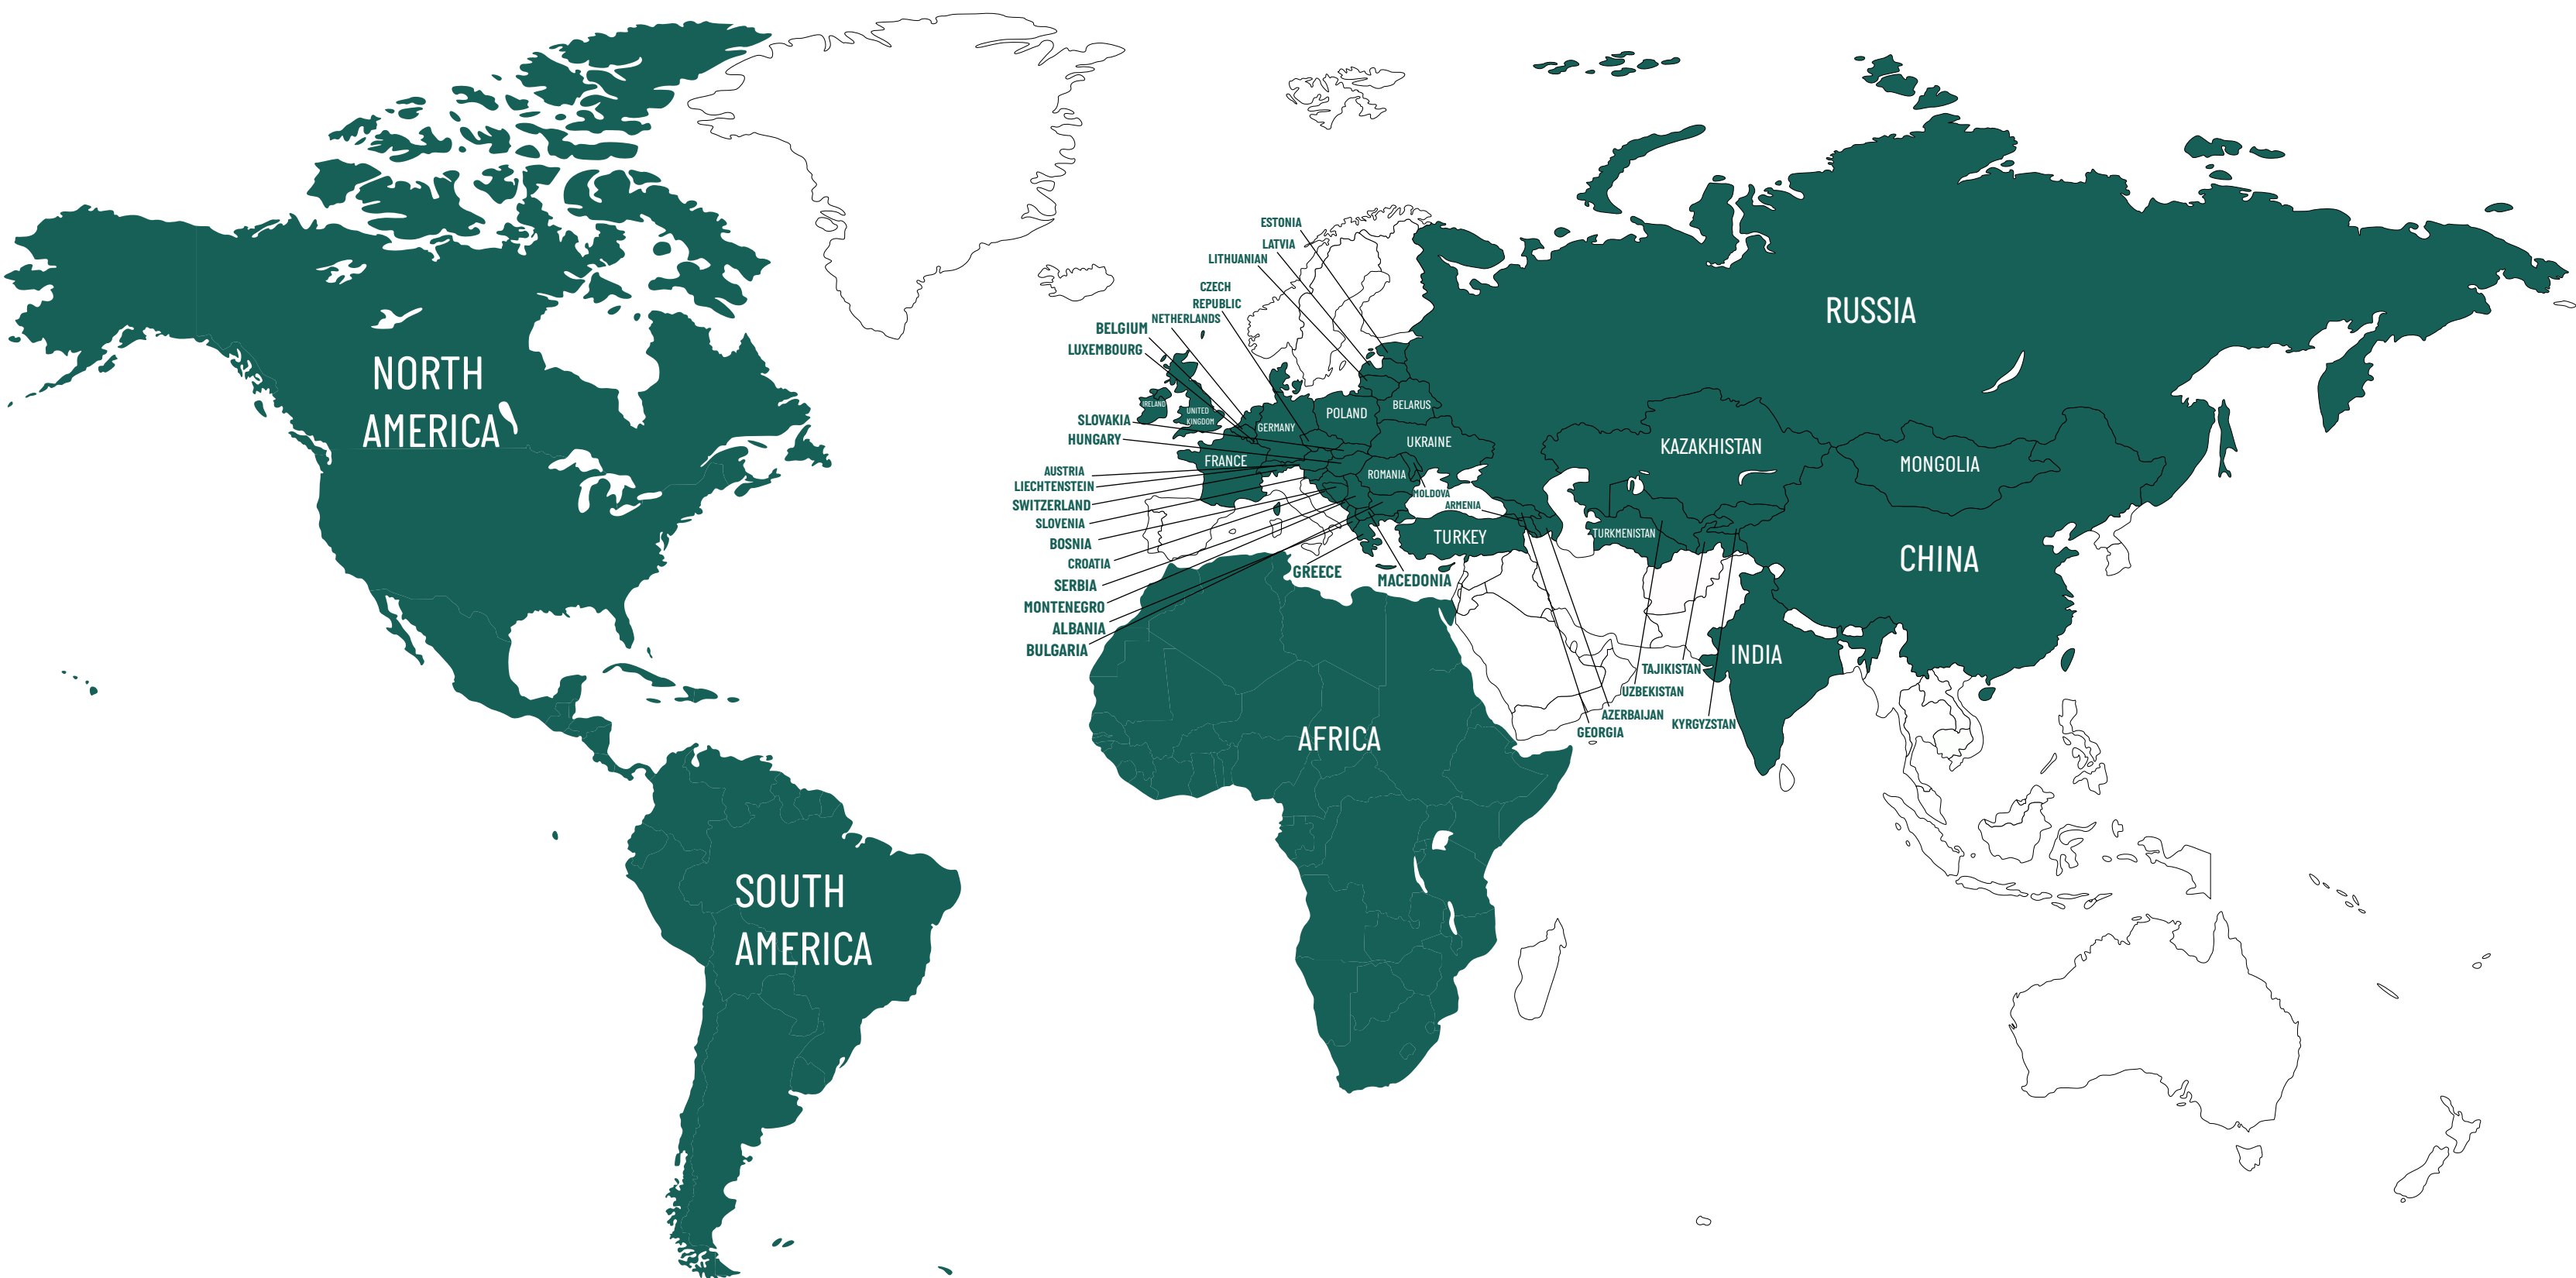 ESTONIA
LATVIA
LITHUANIAN
CZECH
REPUBLIC
NETHERLANDS
BELGIUM
LUXEMBOURG
RUSSIA
NORTH
AMERICA
IRELAND
UNITED
KINGDOM
GERMANY
POLAND
BELARUS
SLOVAKIA
HUNGARY
UKRAINE
KAZAKHSTAN
MONGOLIA
FRANCE
ROMANIA
AUSTRIA
LIECHTENSTEIN
SWITZERLAND
SLOVENIA
BOSNIA
CROATIA
SERBIA
MONTENEGRO
ALBANIA
BULGARIA
MOLDOVA
ARMENIA
TURKEY
TURKMENISTAN
CHINA
GREECE
MACEDONIA
INDIA
TAJIKISTAN
UZBEKISTAN
AZERBAIJAN
KYRGYZSTAN
GEORGIA
AFRICA
SOUTH
AMERICA